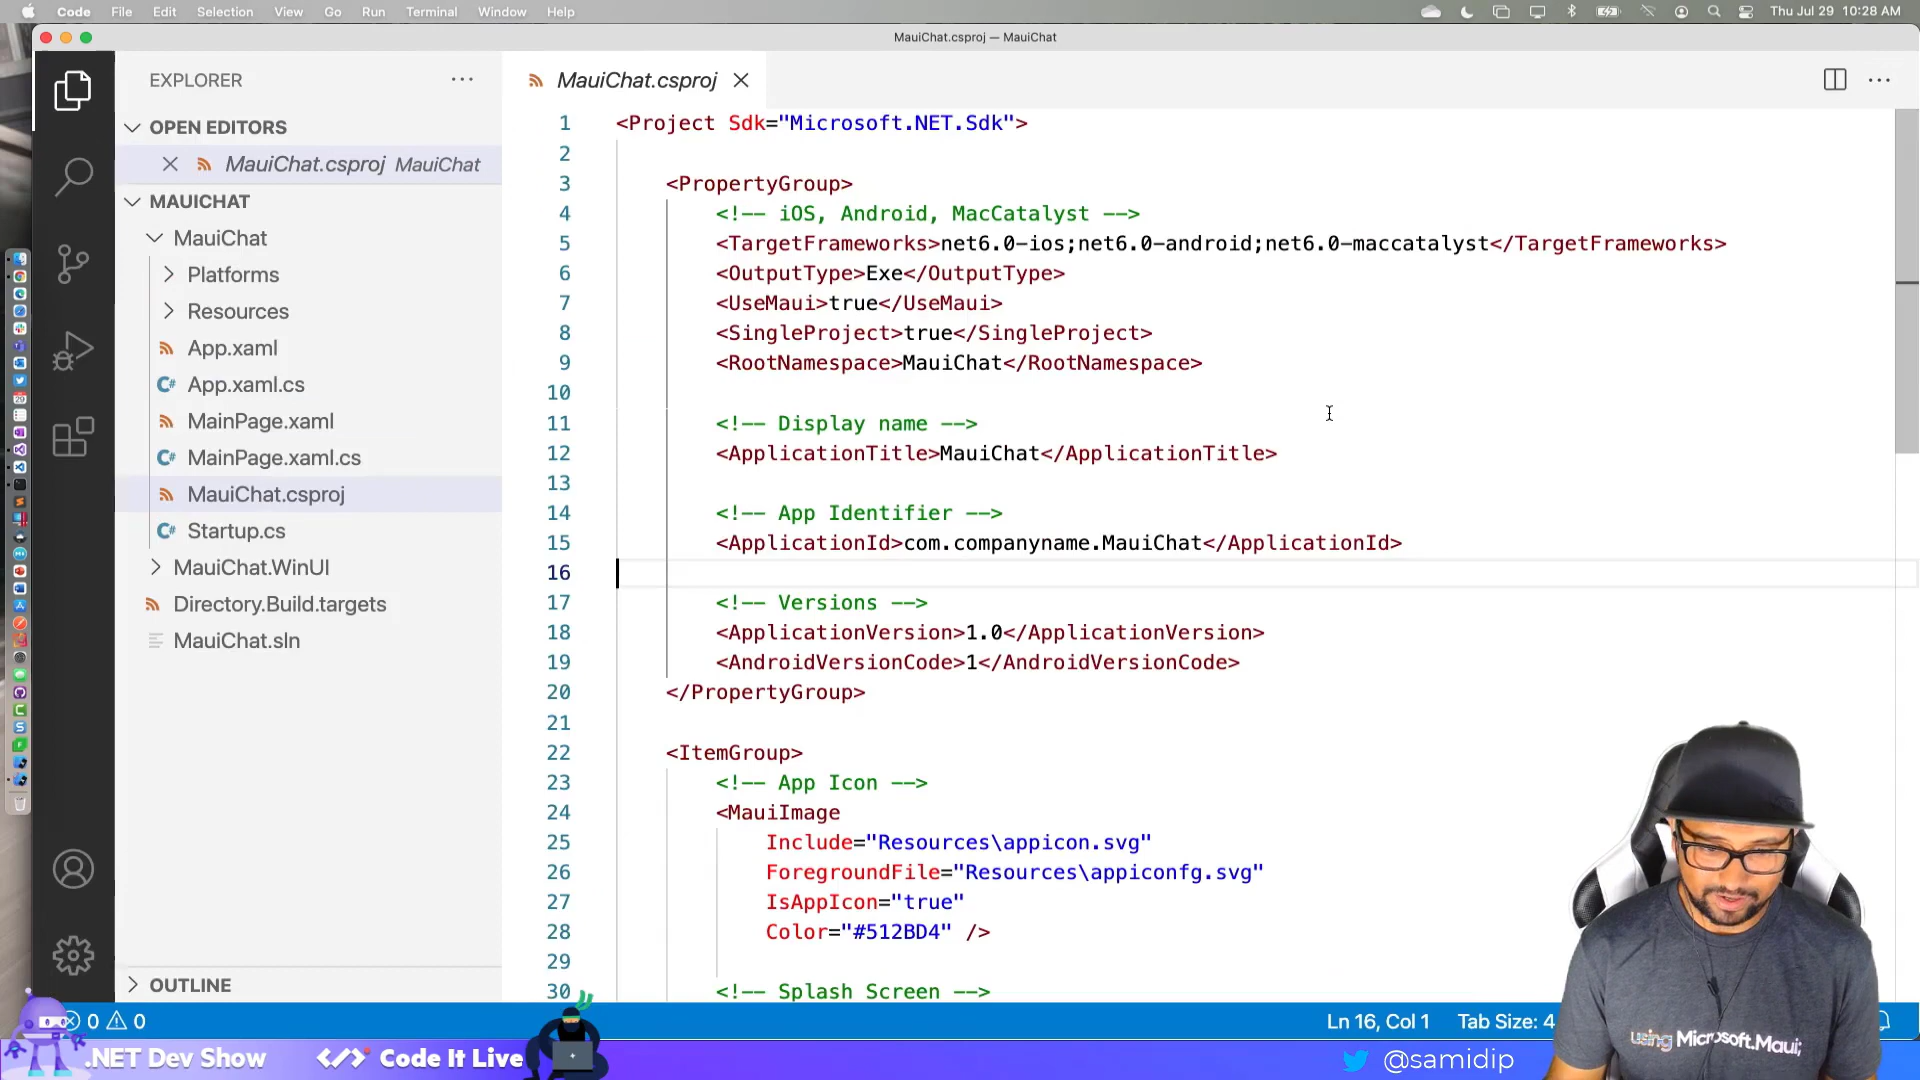 Code File Edit Selection View Go Run Terminal Window Help Thu Jul 29 10:28 AM
MauiChat.csproj — MauiChat
EXPLORER
MauiChat.csproj
OPEN EDITORS
MauiChat.csproj MauiChat
MAUICHAT
MauiChat
Platforms
Resources
App.xaml
App.xaml.cs
MainPage.xaml
MainPage.xaml.cs
MauiChat.csproj
Startup.cs
MauiChat.WinUI
Directory.Build.targets
MauiChat.sln
OUTLINE
1 <Project Sdk="Microsoft.NET.Sdk">
2
3 <PropertyGroup>
4 <!-- iOS, Android, MacCatalyst -->
5 <TargetFrameworks>net6.0-ios;net6.0-android;net6.0-maccatalyst</TargetFrameworks>
6 <OutputType>Exe</OutputType>
7 <UseMaui>true</UseMaui>
8 <SingleProject>true</SingleProject>
9 <RootNamespace>MauiChat</RootNamespace>
10
11 <!-- Display name -->
12 <ApplicationTitle>MauiChat</ApplicationTitle>
13
14 <!-- App Identifier -->
15 <ApplicationId>com.companyname.MauiChat</ApplicationId>
16
17 <!-- Versions -->
18 <ApplicationVersion>1.0</ApplicationVersion>
19 <AndroidVersionCode>1</AndroidVersionCode>
20 </PropertyGroup>
21
22 <ItemGroup>
23 <!-- App Icon -->
24 <MauiImage
25 Include="Resources\appicon.svg"
26 ForegroundFile="Resources\appiconfg.svg"
27 IsAppIcon="true"
28 Color="#512BD4" />
29
30 <!-- Splash Screen -->
0 0 Ln 16, Col 1 Tab Size: 4
using Microsoft.Maui;
.NET Dev Show </> Code It Live @samidip